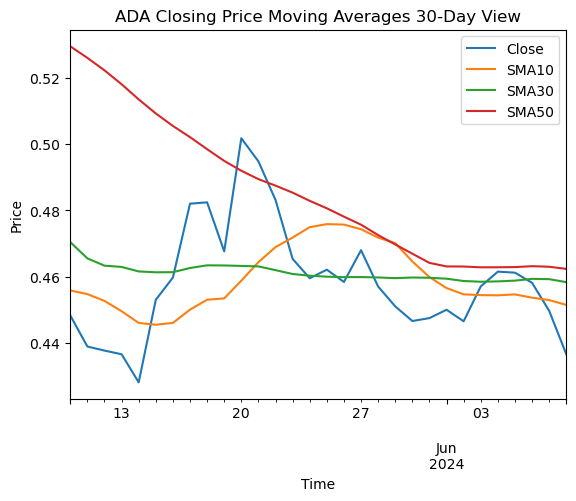 ADA Closing Price Moving Averages 30-Day View
Close
SMA10
SMA30
SMA50
Price
0.52
0.50
0.48
0.46
0.44
13 20 27 03
Jun
2024
Time